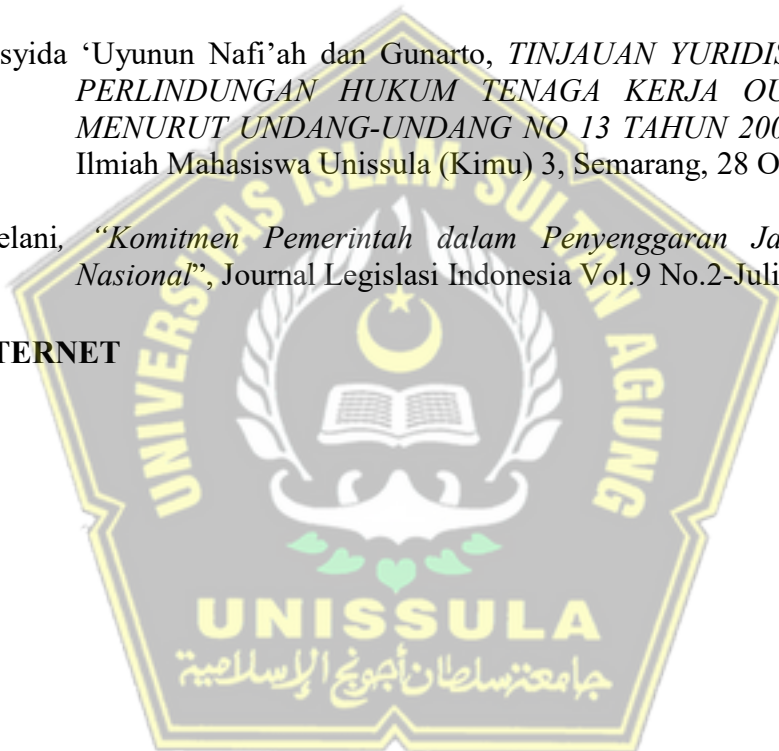 syida ‘Uyunun Nafi’ah dan Gunarto, TINJAUAN YURIDIS
PERLINDUNGAN HUKUM TENAGA KERJA OU
MENURUT UNDANG-UNDANG NO 13 TAHUN 200
Ilmiah Mahasiswa Unissula (Kimu) 3, Semarang, 28 O
elani, “Komitmen Pemerintah dalam Penyenggaran Ja
Nasional”, Journal Legislasi Indonesia Vol.9 No.2-Juli
TERNET
UNIVERSITAS ISLAM SULTAN AGUNG
UNISSULA
جامعتسلطان أجونج الإسلامية